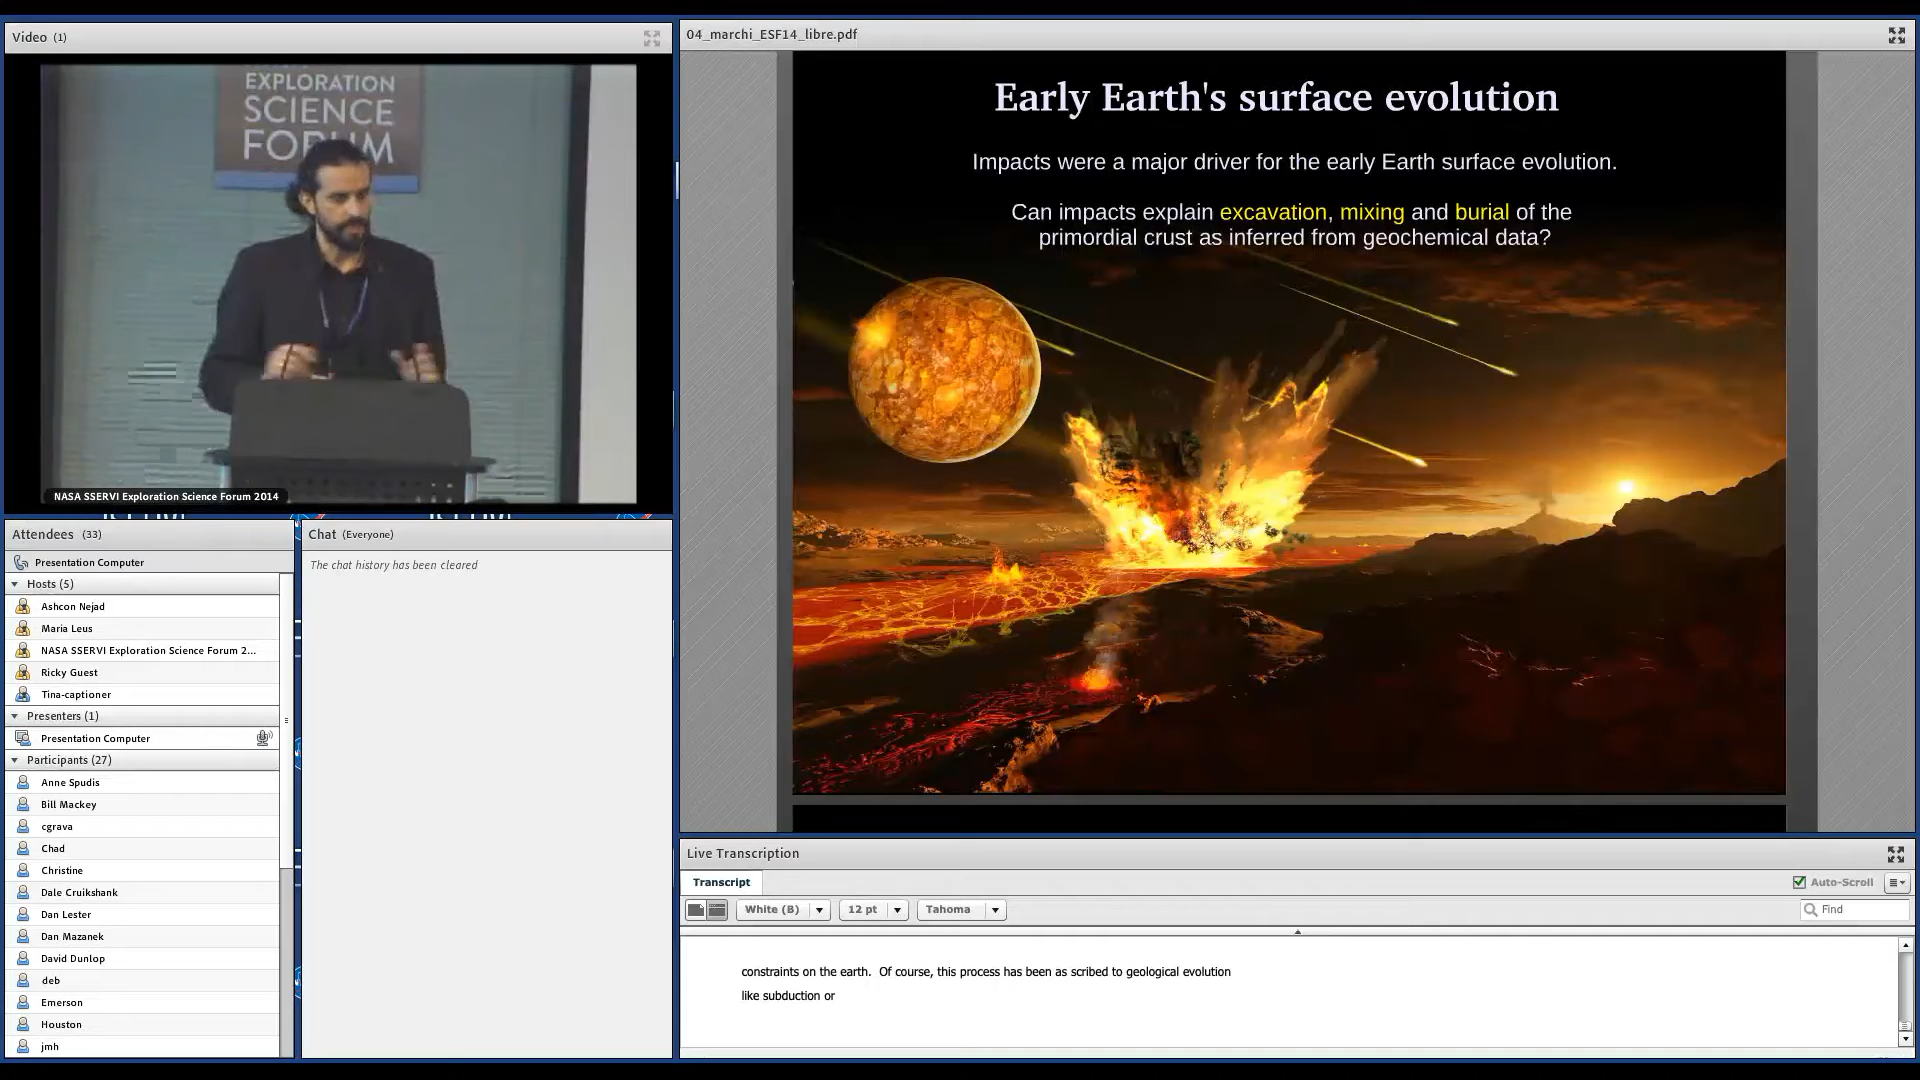 Video (1)
EXPLORATION
SCIENCE
FORUM
NASA SSERVI Exploration Science Forum 2014
Attendees (33)
Presentation Computer
Hosts (5)
Ashcon Nejad
Maria Leus
NASA SSERVI Exploration Science Forum 2...
Ricky Guest
Tina-captioner
Presenters (1)
Presentation Computer
Participants (27)
Anne Spudis
Bill Mackey
cgrava
Chad
Christine
Dale Cruikshank
Dan Lester
Dan Mazanek
David Dunlop
deb
Emerson
Houston
jmh
Chat (Everyone)
The chat history has been cleared
04_marchi_ESF14_libre.pdf
Early Earth's surface evolution
Impacts were a major driver for the early Earth surface evolution.
Can impacts explain excavation, mixing and burial of the
primordial crust as inferred from geochemical data?
Live Transcription
Transcript
Auto-Scroll
White (B)
12 pt
Tahoma
Find
constraints on the earth.  Of course, this process has been as scribed to geological evolution
like subduction or